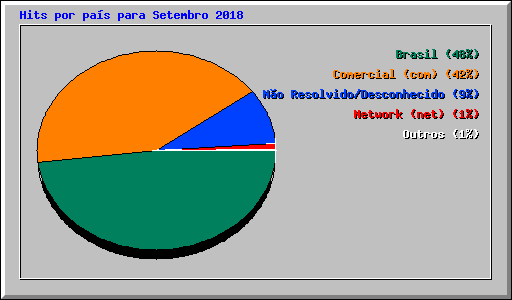 Hits por país para Setembro 2018
Brasil (48%)
Comercial (com) (42%)
Não Resolvido/Desconhecido (9%)
Network (net) (1%)
Outros (1%)